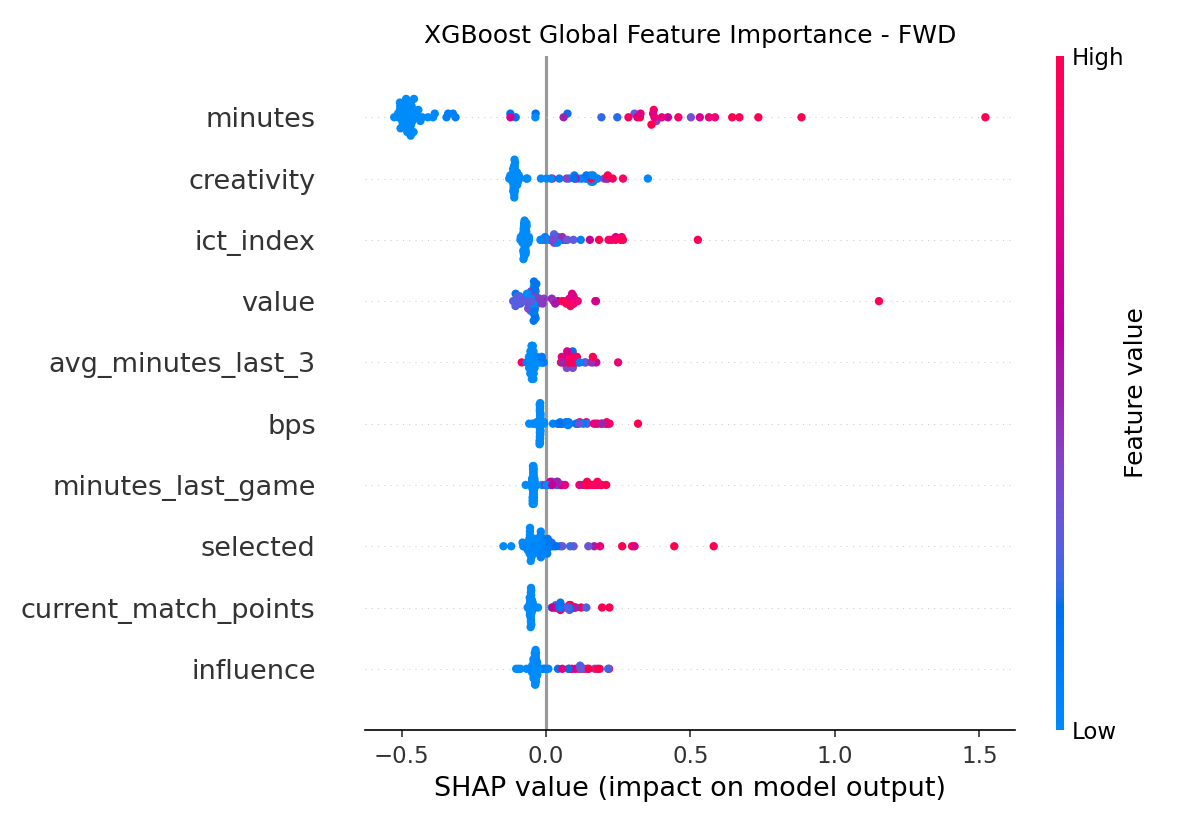 XGBoost Global Feature Importance - FWD
High
minutes
creativity
ict_index
value
avg_minutes_last_3
bps
minutes_last_game
selected
current_match_points
influence
Feature value
Low
−0.5 0.0 0.5 1.0 1.5
SHAP value (impact on model output)